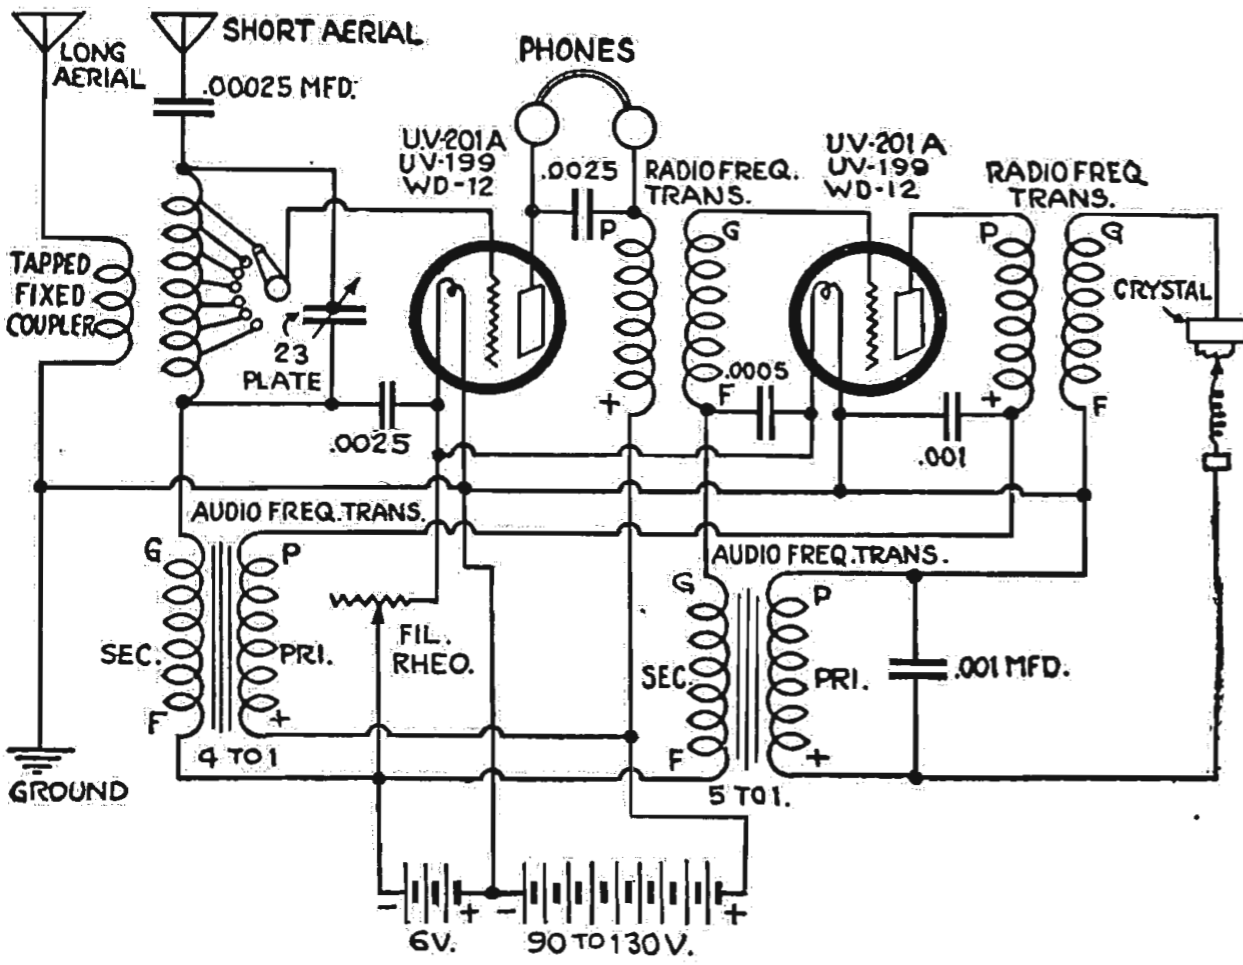 LONG
AERIAL
SHORT AERIAL
.00025 MFD.
PHONES
UV-201A
UV-199
WD-12
.0025
RADIO FREQ.
TRANS.
UV-201A
UV-199
WD-12
RADIO FREQ
TRANS.
P
G
P
G
TAPPED
FIXED
COUPLER
CRYSTAL
23
PLATE
.0025
+
F
.0005
.001
+
F
AUDIO FREQ. TRANS.
AUDIO FREQ. TRANS.
G
P
G
P
SEC.
PRI.
FIL.
RHEO.
SEC.
PRI.
.001 MFD.
F
+
F
+
4 TO 1
5 TO 1.
GROUND
-
+
-
+
6V.
90 TO 130 V.